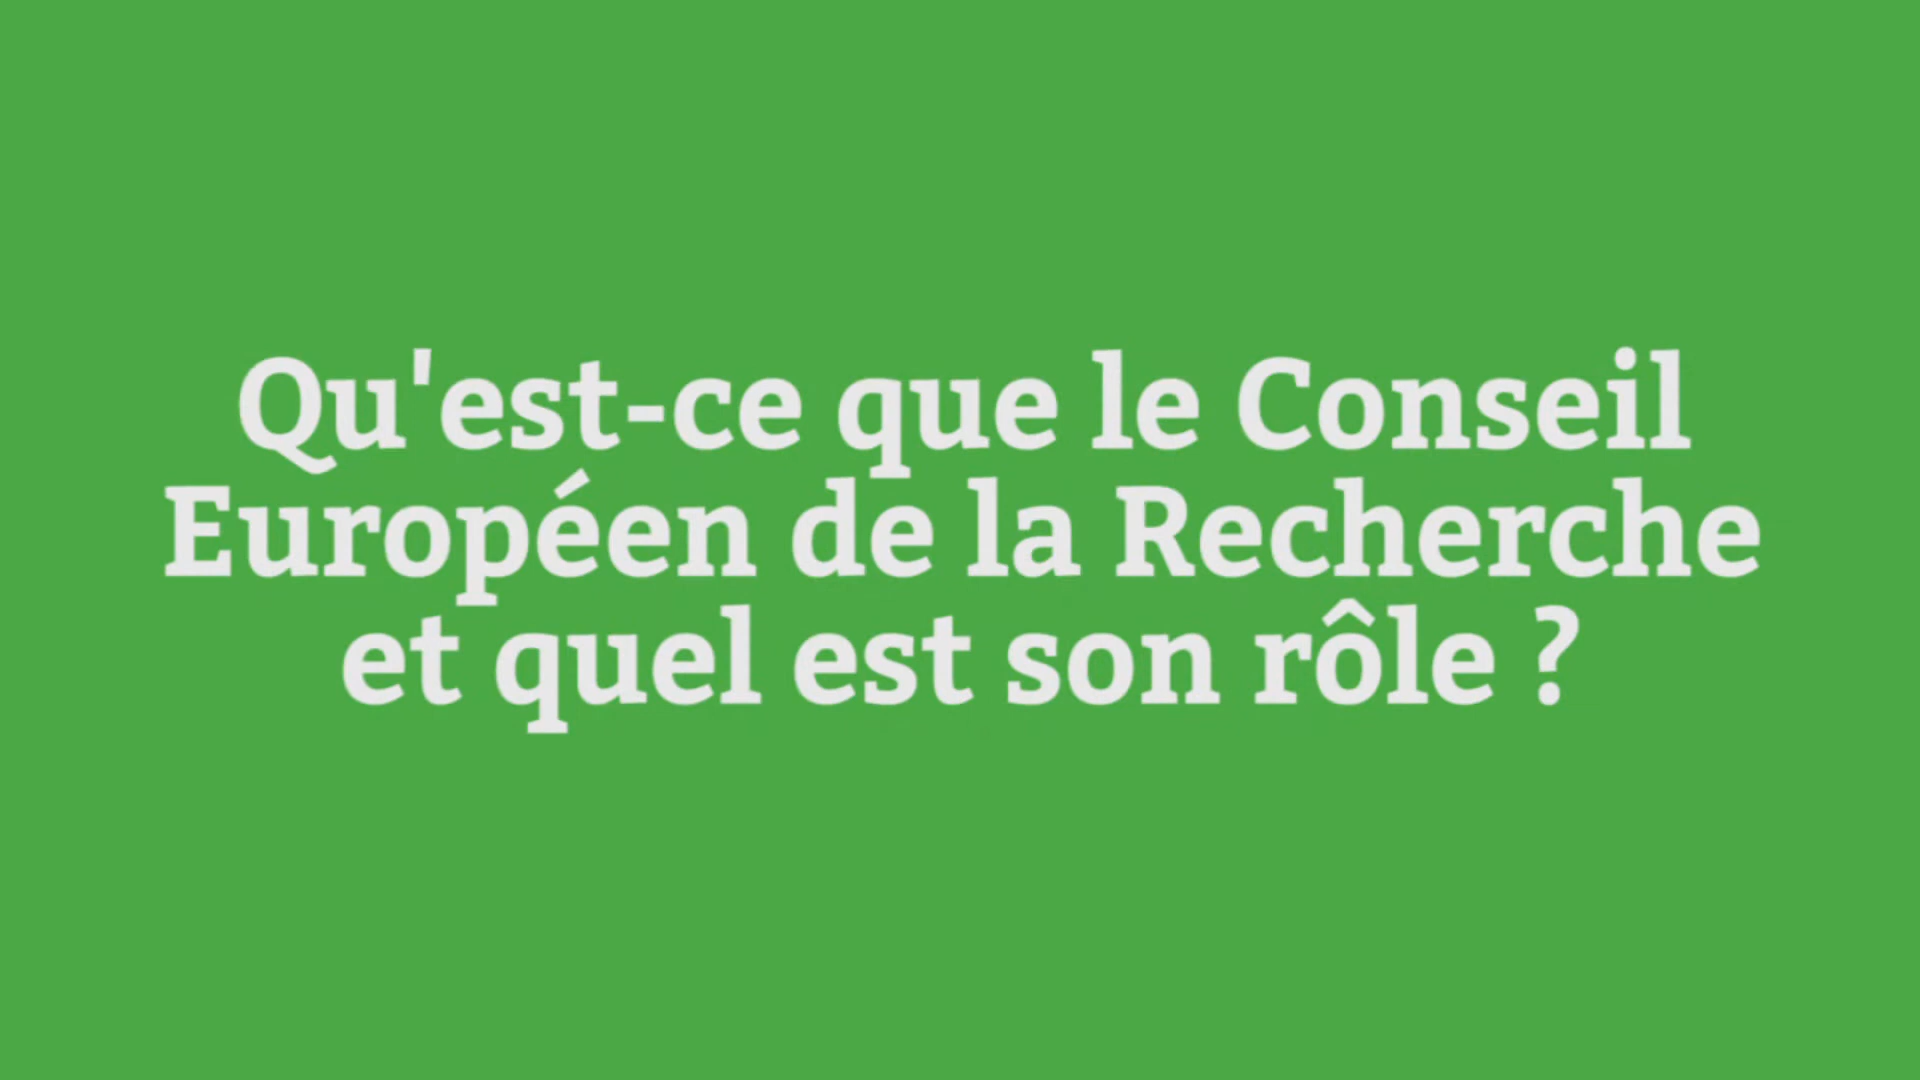 Qu'est-ce que le Conseil
Européen de la Recherche
et quel est son rôle ?